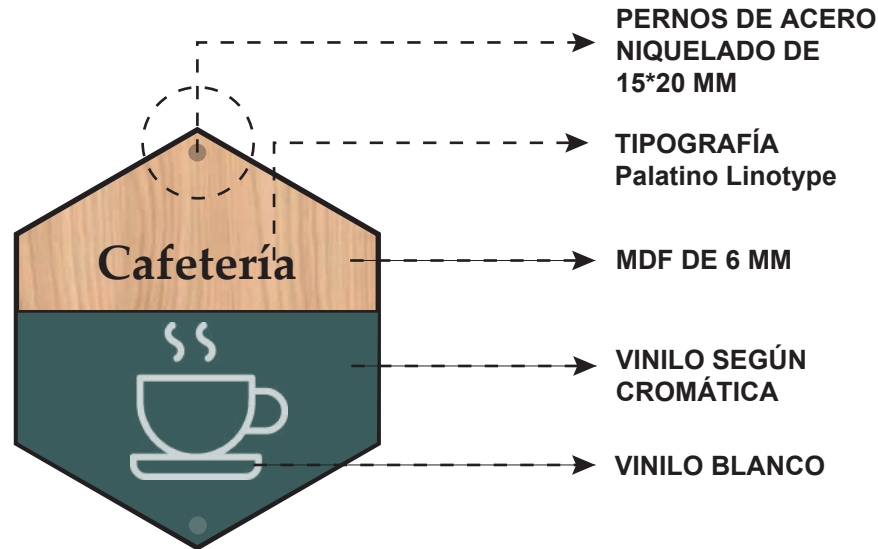 PERNOS DE ACERO
NIQUELADO DE
15*20 MM
TIPOGRAFÍA
Palatino Linotype
Cafetería
MDF DE 6 MM
VINILO SEGÚN
CROMÁTICA
VINILO BLANCO